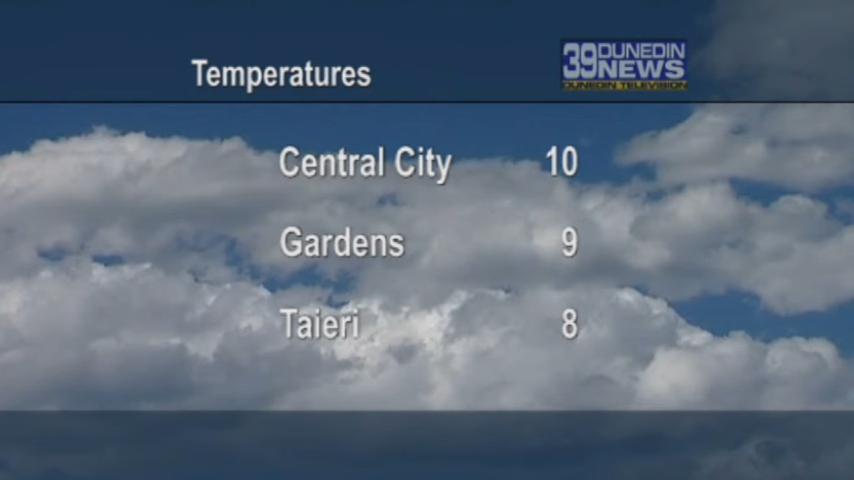 Temperatures
39 DUNEDIN NEWS
DUNEDIN TELEVISION
Central City 10
Gardens 9
Taieri 8